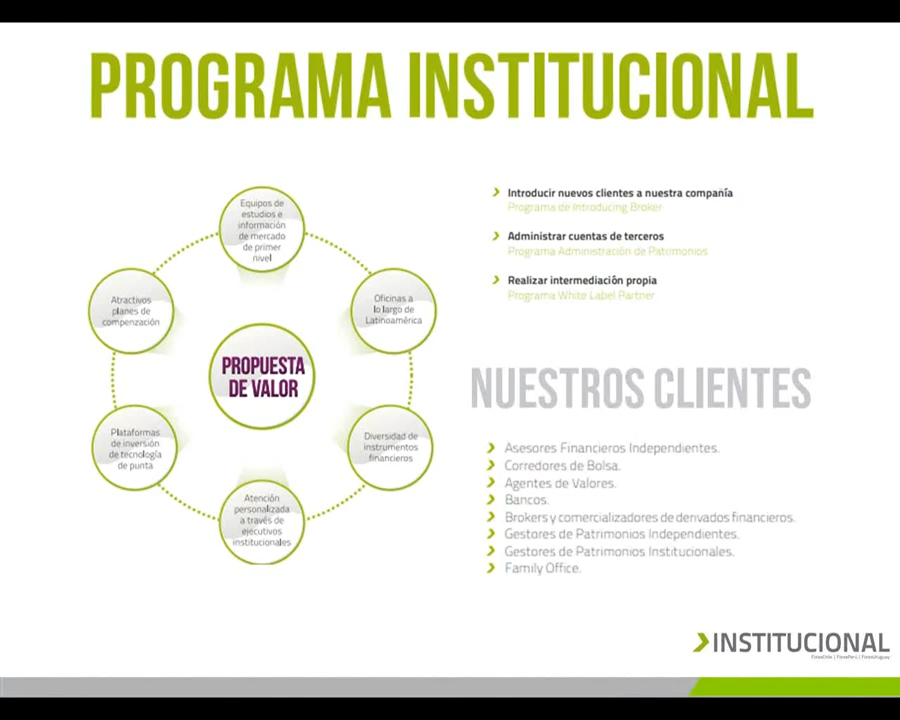 PROGRAMA INSTITUCIONAL
Equipos de
estudios e
información
de mercado
de primer
nivel
Atractivos
planes de
compenzación
Oficinas a
lo largo de
Latinoamérica
PROPUESTA
DE VALOR
Plataformas
de inversión
de tecnología
de punta
Diversidad de
instrumentos
financieros
Atención
personalizada
a través de
ejecutivos
institucionales
Introducir nuevos clientes a nuestra compañía
Programa de Introducing Broker
Administrar cuentas de terceros
Programa Administración de Patrimonios
Realizar intermediación propia
Programa White Label Partner
NUESTROS CLIENTES
Asesores Financieros Independientes.
Corredores de Bolsa.
Agentes de Valores.
Bancos.
Brokers y comercializadores de derivados financieros.
Gestores de Patrimonios Independientes.
Gestores de Patrimonios Institucionales.
Family Office.
INSTITUCIONAL
ForexChile | ForexPerú | ForexUruguay